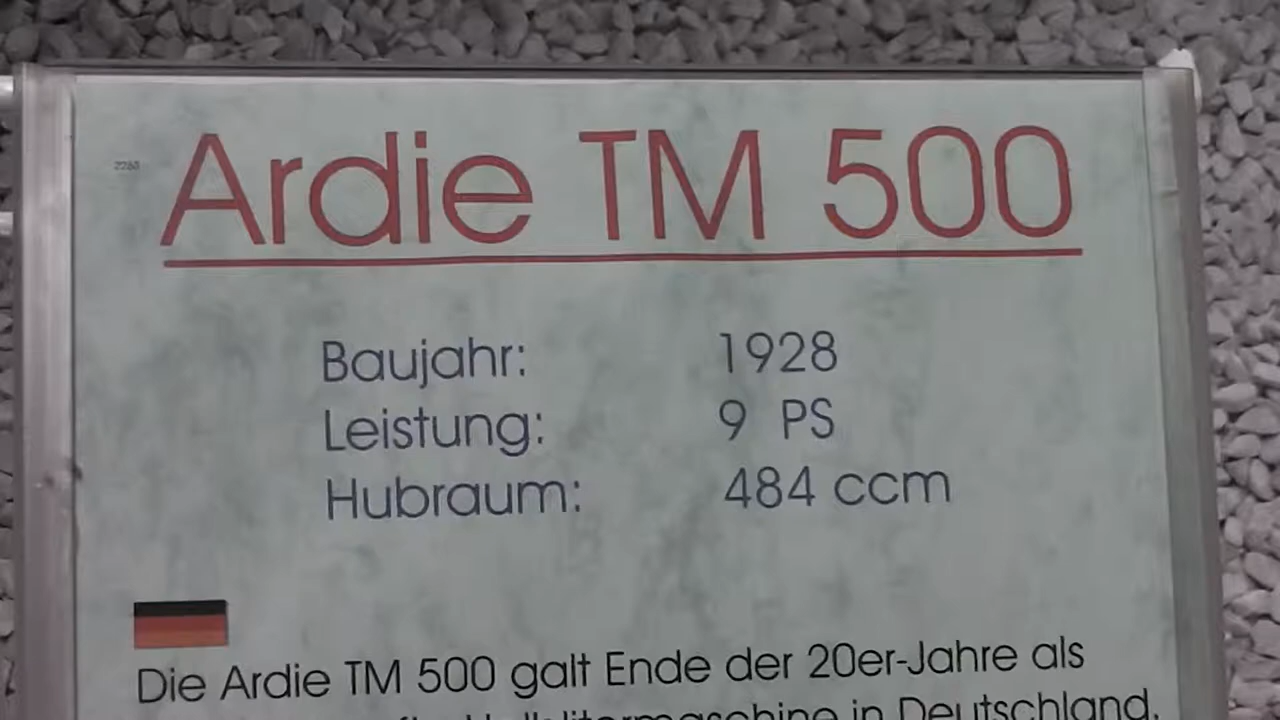 2263
Ardie TM 500
Baujahr: 1928
Leistung: 9 PS
Hubraum: 484 ccm
Die Ardie TM 500 galt Ende der 20er-Jahre als
in Deutschland.